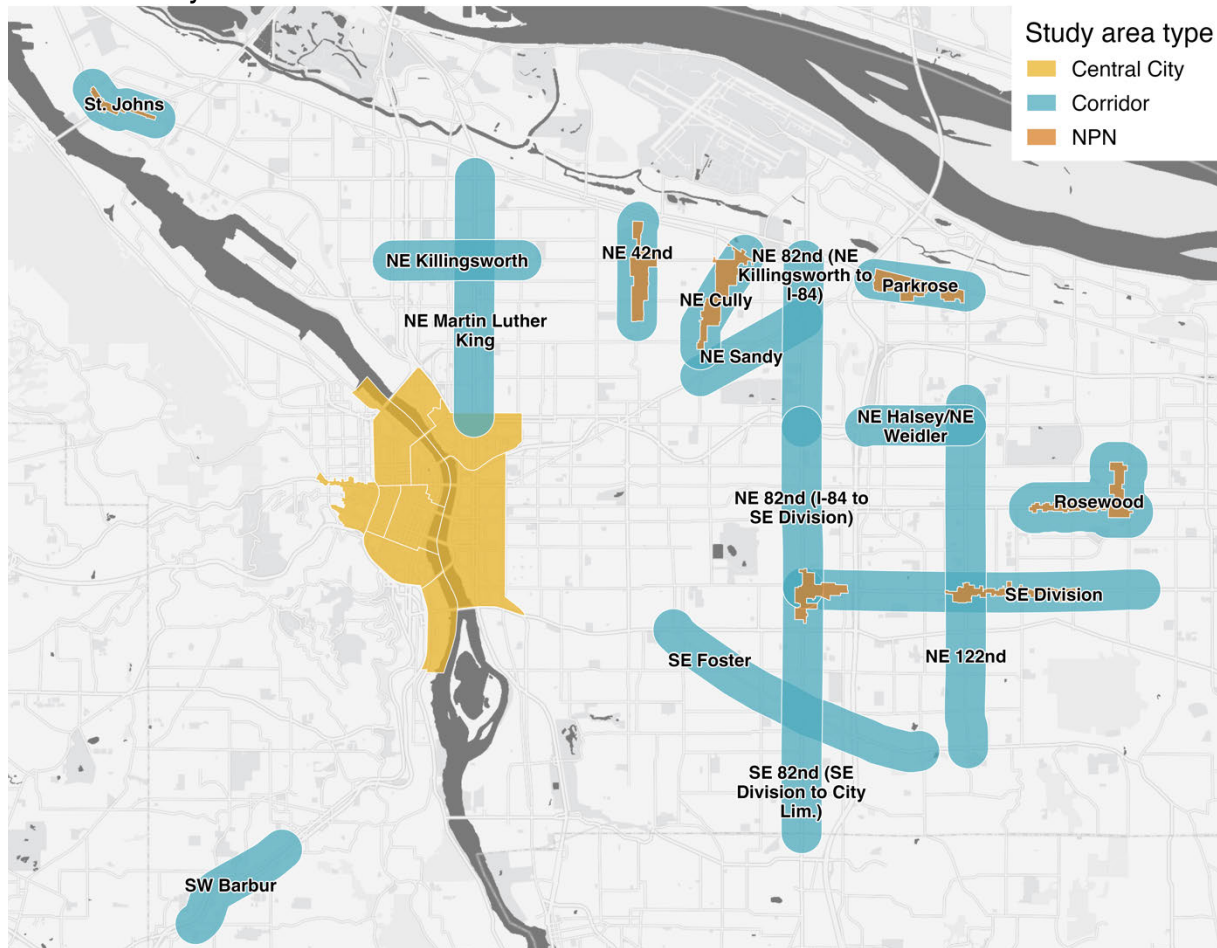 Study area type
Central City
Corridor
NPN
St. Johns
NE Killingsworth
NE 42nd
NE 82nd (NE
Killingsworth to
I-84)
Parkrose
NE Cully
NE Martin Luther
King
NE Sandy
NE Halsey/NE
Weidler
NE 82nd (I-84 to
SE Division)
Rosewood
SE Division
SE Foster
NE 122nd
SE 82nd (SE
Division to City
Lim.)
SW Barbur